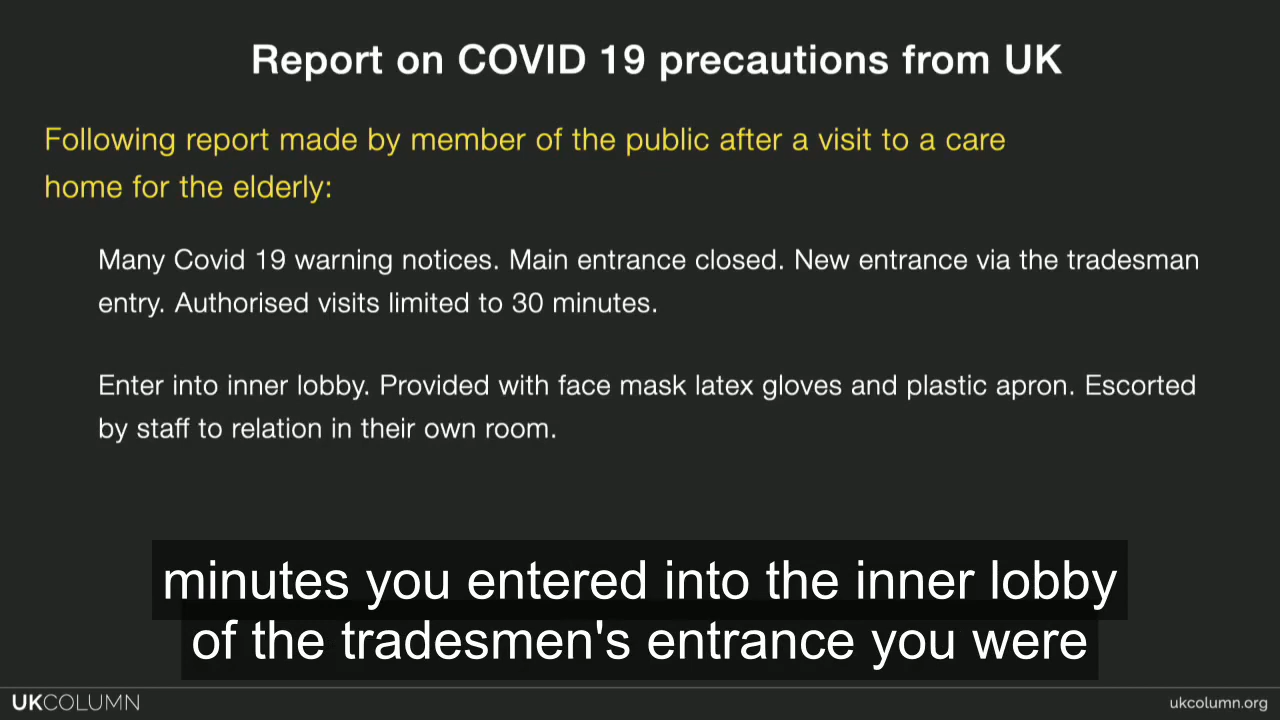 Report on COVID 19 precautions from UK
Following report made by member of the public after a visit to a care
home for the elderly:
Many Covid 19 warning notices. Main entrance closed. New entrance via the tradesman
entry. Authorised visits limited to 30 minutes.
Enter into inner lobby. Provided with face mask latex gloves and plastic apron. Escorted
by staff to relation in their own room.
minutes you entered into the inner lobby
of the tradesmen's entrance you were
UKCOLUMN
ukcolumn.org